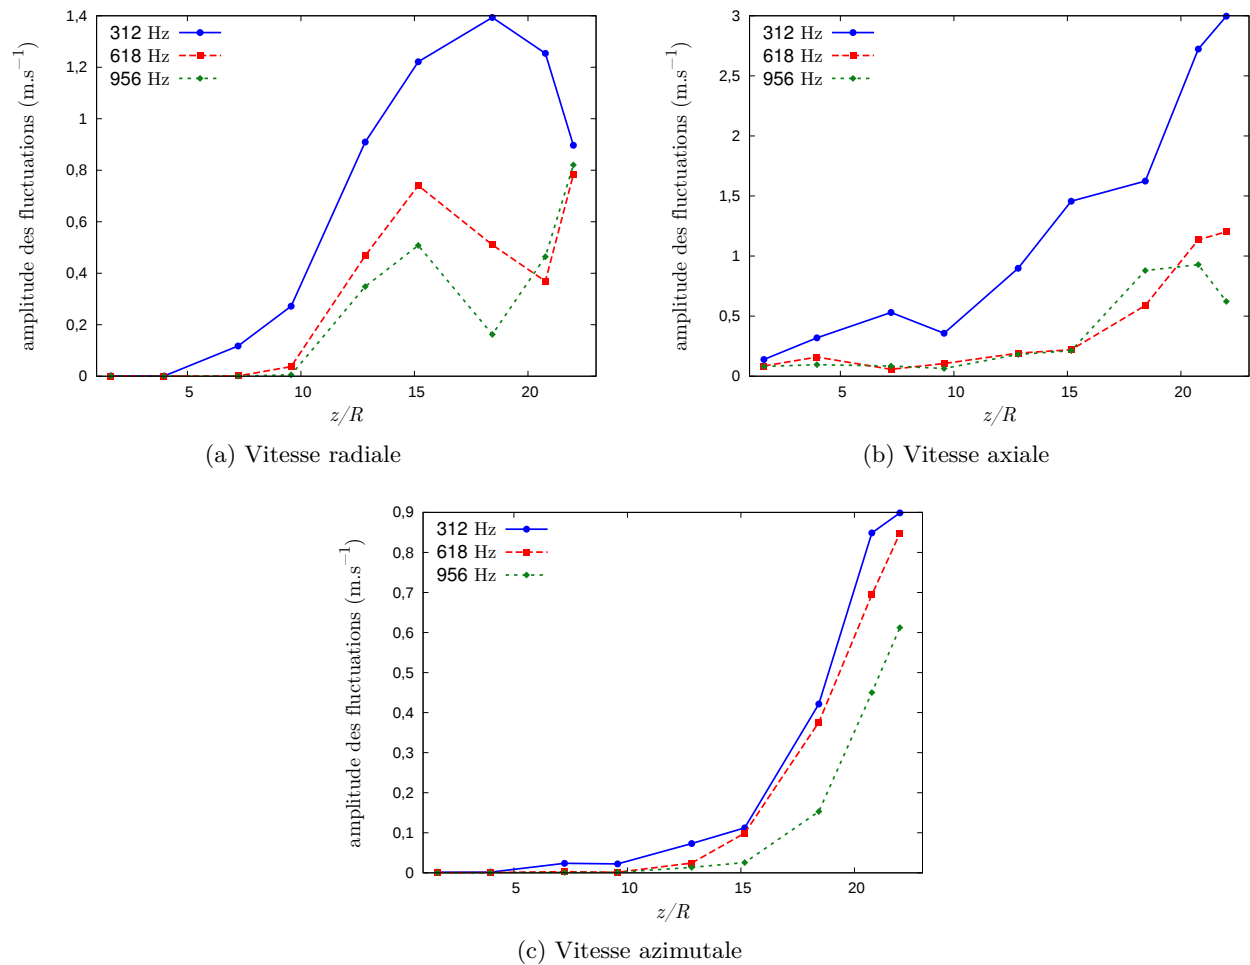 1,4
1,2
1
0,8
0,6
0,4
0,2
0
amplitude des fluctuations (m.s−1)
312 Hz
618 Hz
956 Hz
5 10 15 20
z/R
(a) Vitesse radiale
3
2,5
2
1,5
1
0,5
0
amplitude des fluctuations (m.s−1)
312 Hz
618 Hz
956 Hz
5 10 15 20
z/R
(b) Vitesse axiale
0,9
0,8
0,7
0,6
0,5
0,4
0,3
0,2
0,1
0
amplitude des fluctuations (m.s−1)
312 Hz
618 Hz
956 Hz
5 10 15 20
z/R
(c) Vitesse azimutale